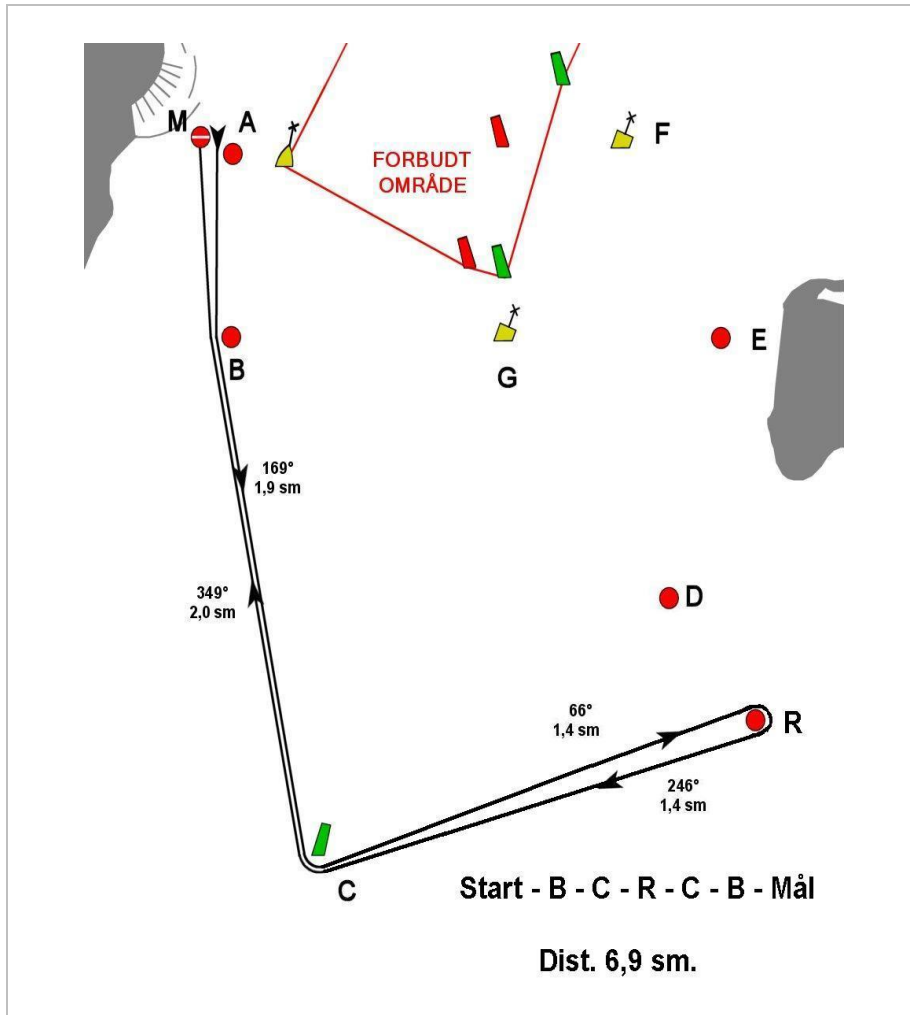 M
A
F
FORBUDT
OMRÅDE
B
G
E
169°
1,9 sm
349°
2,0 sm
D
66°
1,4 sm
R
246°
1,4 sm
C
Start - B - C - R - C - B - Mål
Dist. 6,9 sm.